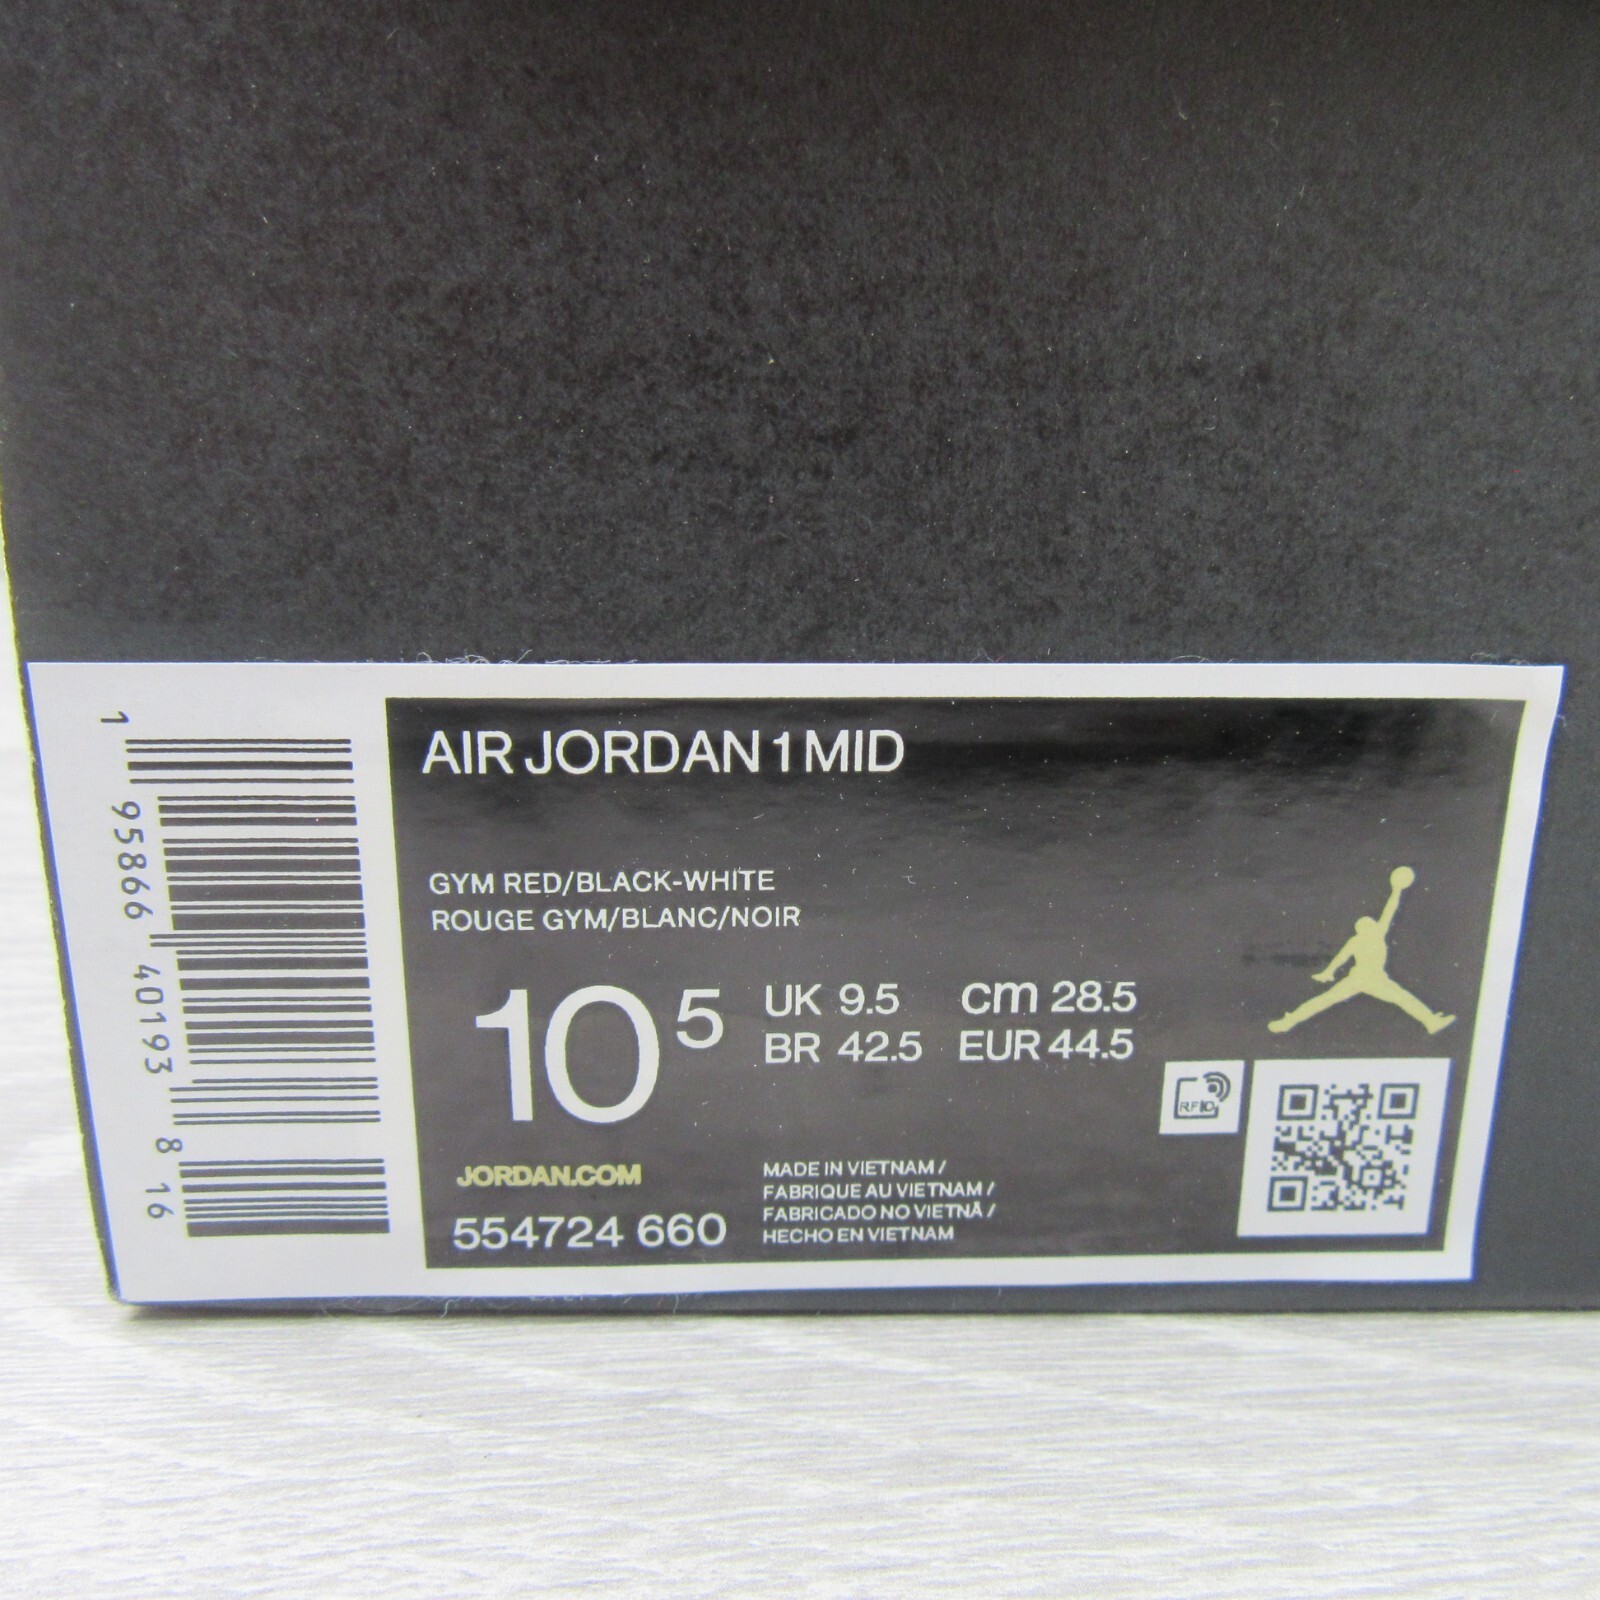 AIR JORDAN 1 MID
GYM RED/BLACK-WHITE
ROUGE GYM/BLANC/NOIR
10 5
UK 9.5 cm 28.5
BR 42.5 EUR 44.5
RFID
JORDAN.COM
554724 660
MADE IN VIETNAM /
FABRIQUE AU VIETNAM /
FABRICADO NO VIETNÃ /
HECHO EN VIETNAM
1 95866 40193 8 16